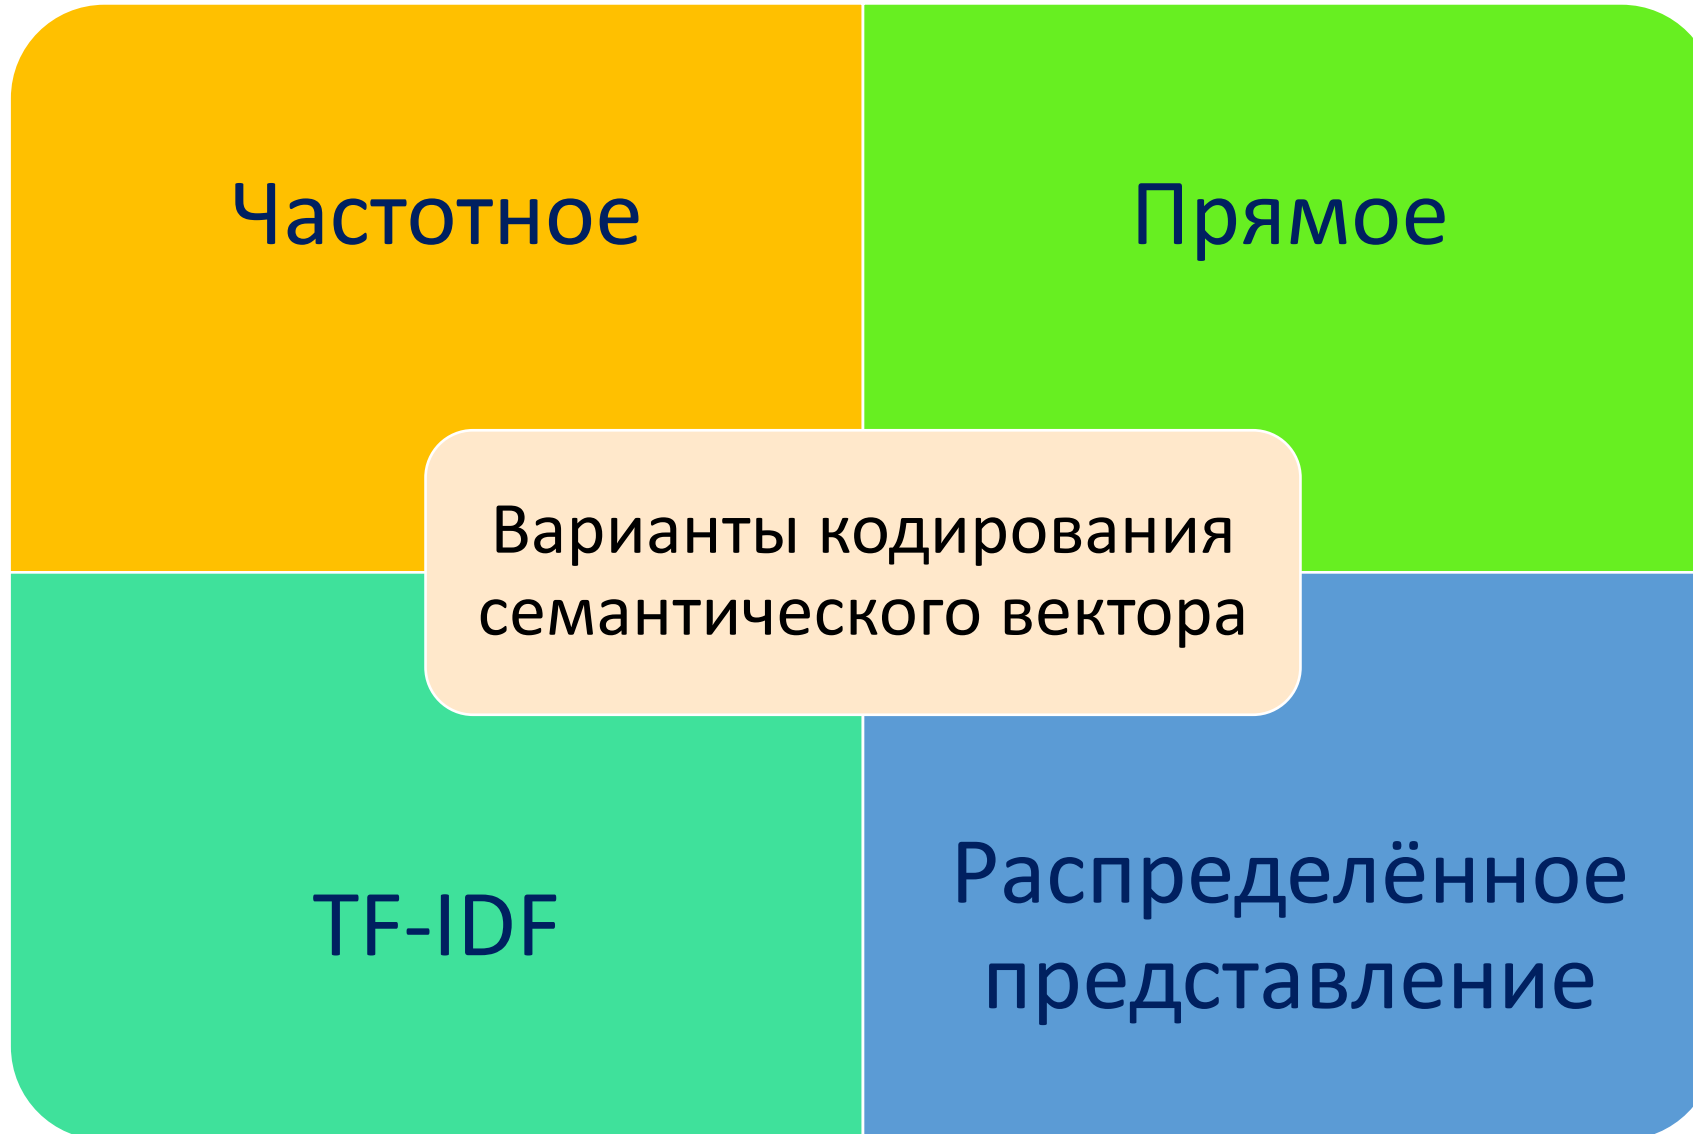 Частотное
Прямое
Варианты кодирования
семантического вектора
TF-IDF
Распределённое
представление